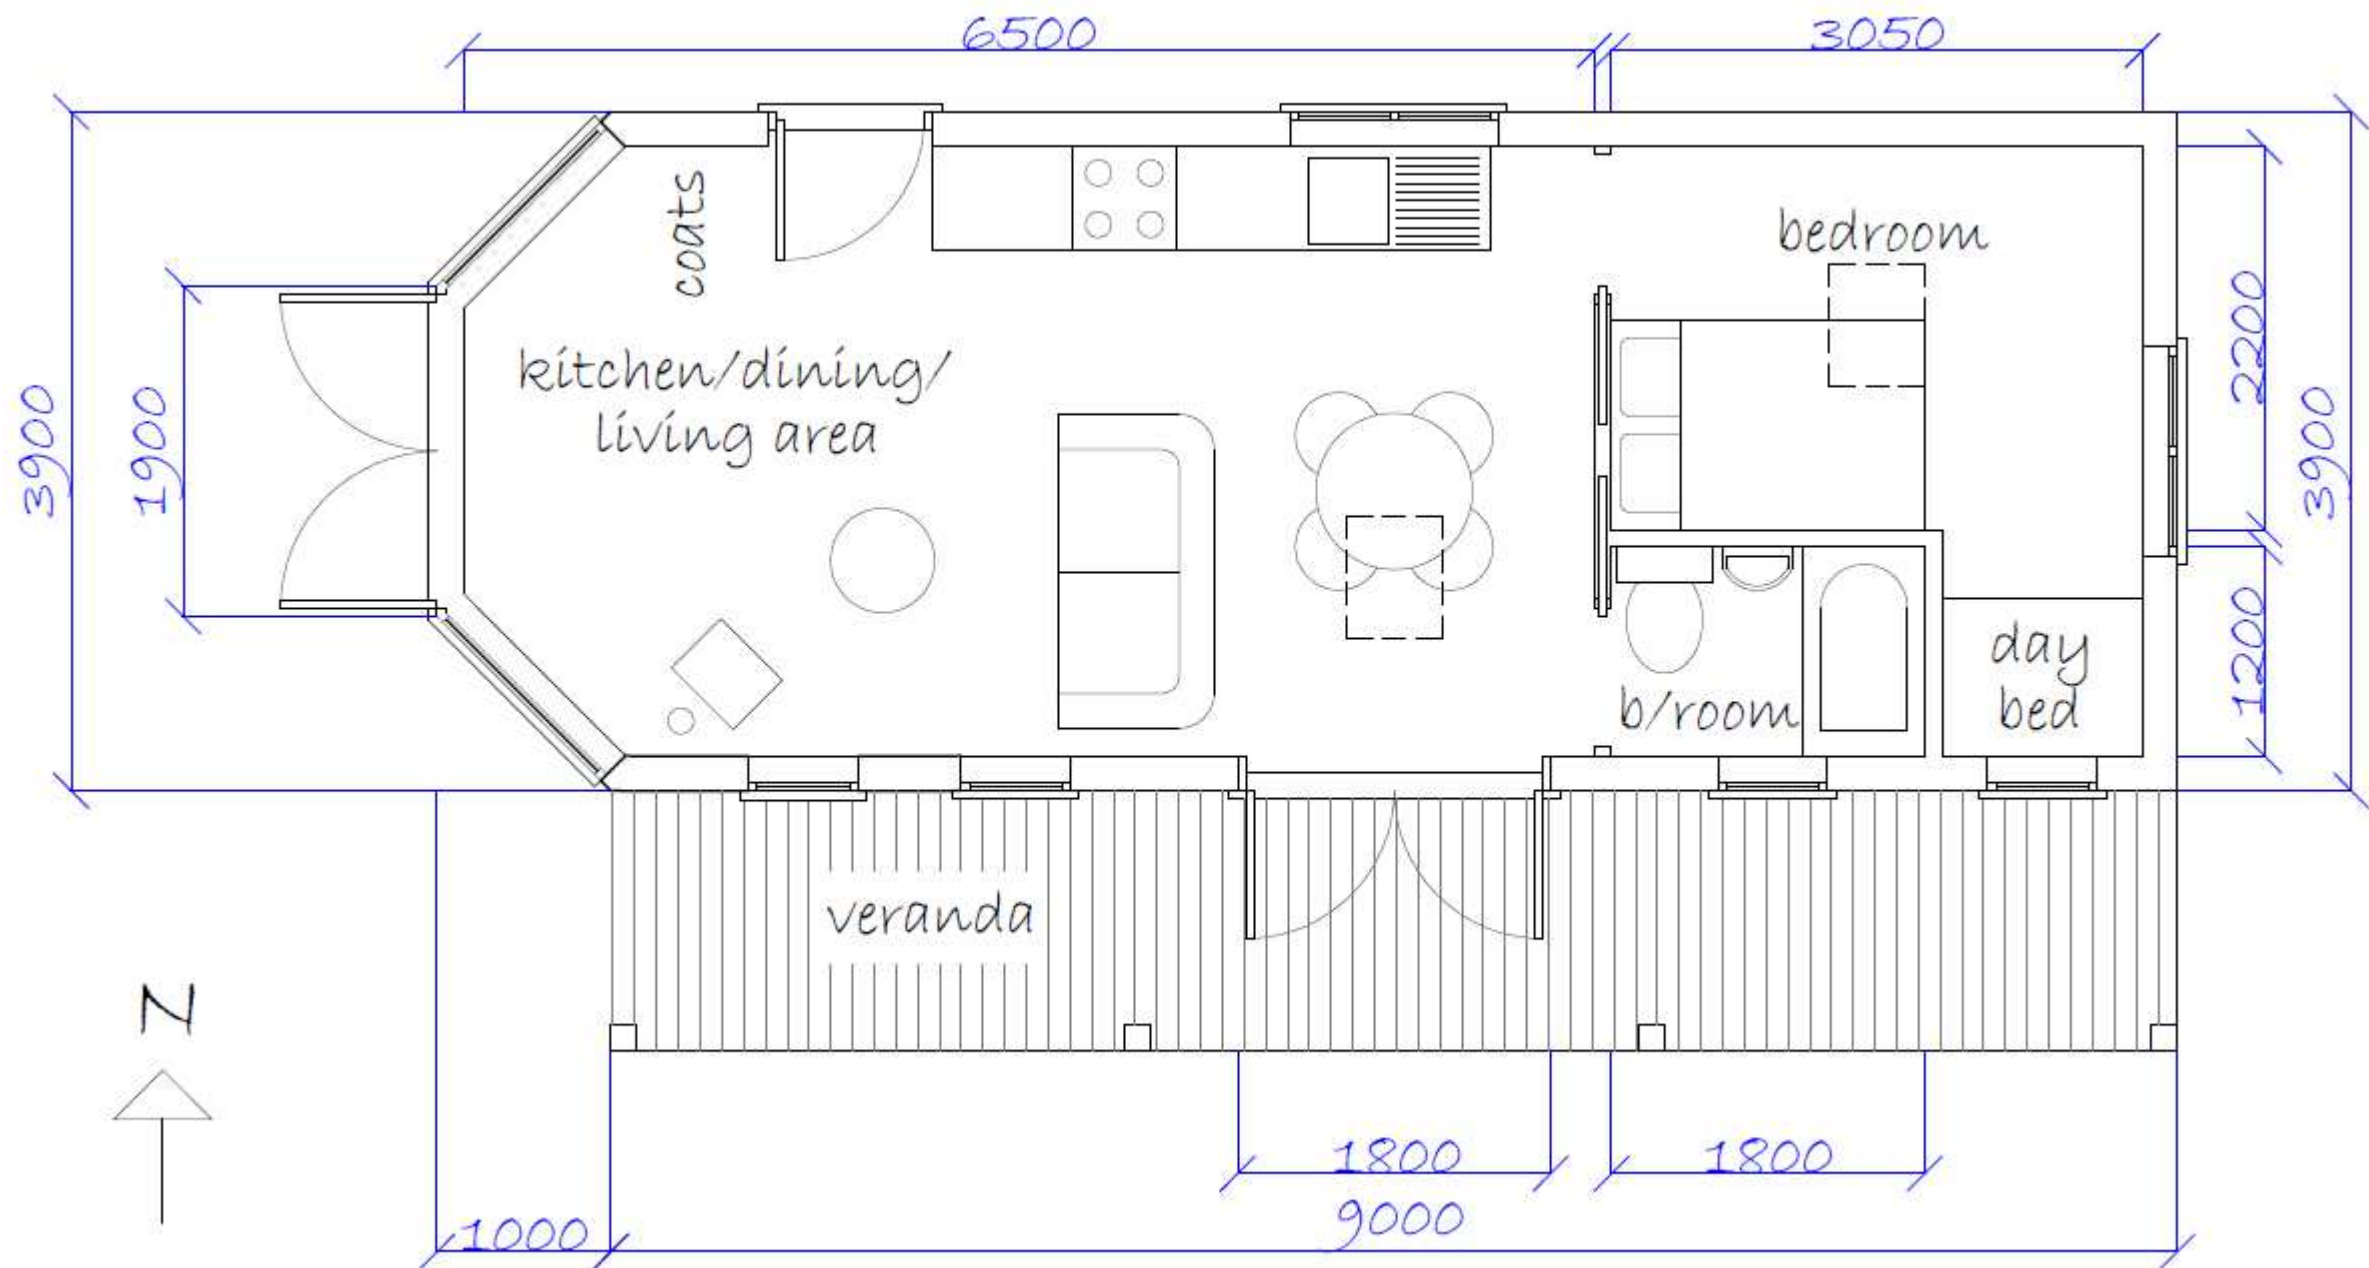 6500
3050
coats
bedroom
kitchen/dining/
living area
3900
1900
2200
3900
1200
day
bed
b/room
veranda
N
1800
1800
9000
1000